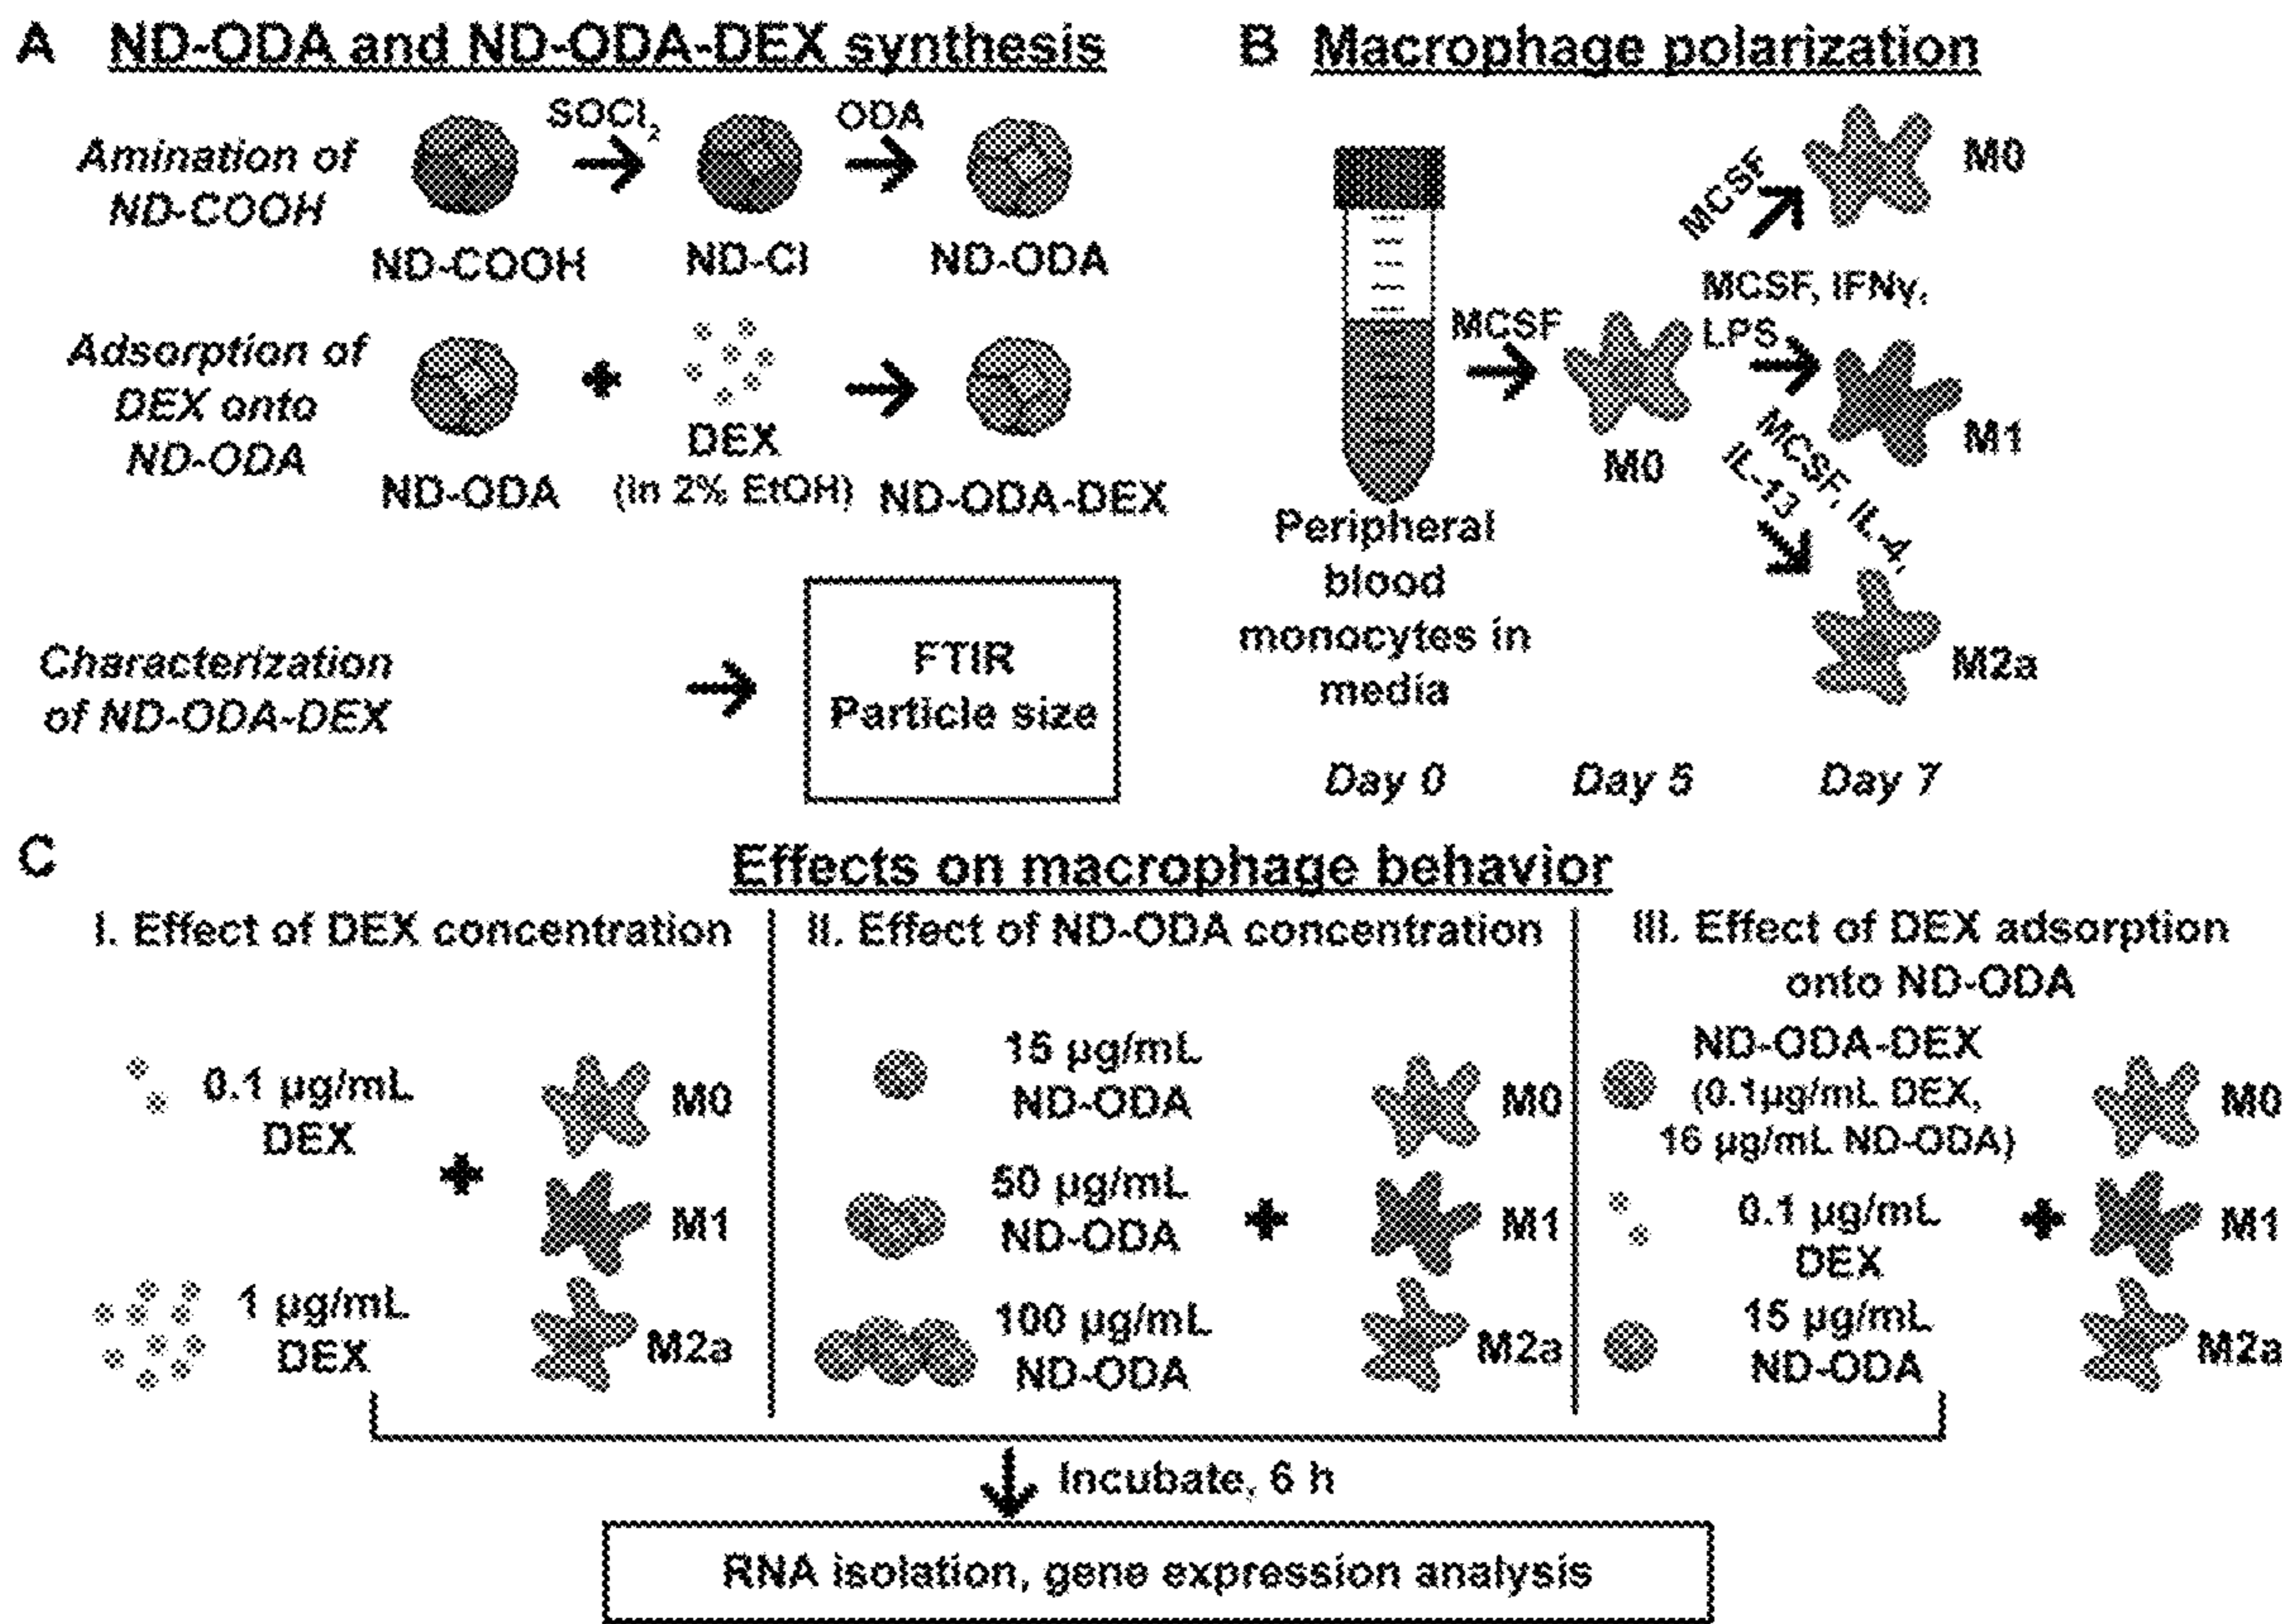 A ND-ODA and ND-ODA-DEX synthesis
Amination of
ND-COOH
SOCl2
ODA
ND-COOH
ND-Cl
ND-ODA
Adsorption of
DEX onto
ND-ODA
ND-ODA
DEX
(in 2% EtOH)
ND-ODA-DEX
Characterization
of ND-ODA-DEX
FTIR
Particle size
B Macrophage polarization
MCSF
M0
MCSF
M0
MCSF, IFNγ,
LPS
M1
MCSF, IL-4,
IL-13
M2a
Peripheral
blood
monocytes in
media
Day 0
Day 5
Day 7
C
Effects on macrophage behavior
I. Effect of DEX concentration
0.1 µg/mL
DEX
+
1 µg/mL
DEX
M0
M1
M2a
II. Effect of ND-ODA concentration
15 µg/mL
ND-ODA
50 µg/mL
ND-ODA
+
100 µg/mL
ND-ODA
M0
M1
M2a
III. Effect of DEX adsorption
onto ND-ODA
ND-ODA-DEX
(0.1µg/mL DEX,
16 µg/mL ND-ODA)
0.1 µg/mL
DEX
+
15 µg/mL
ND-ODA
M0
M1
M2a
Incubate, 6 h
RNA isolation, gene expression analysis